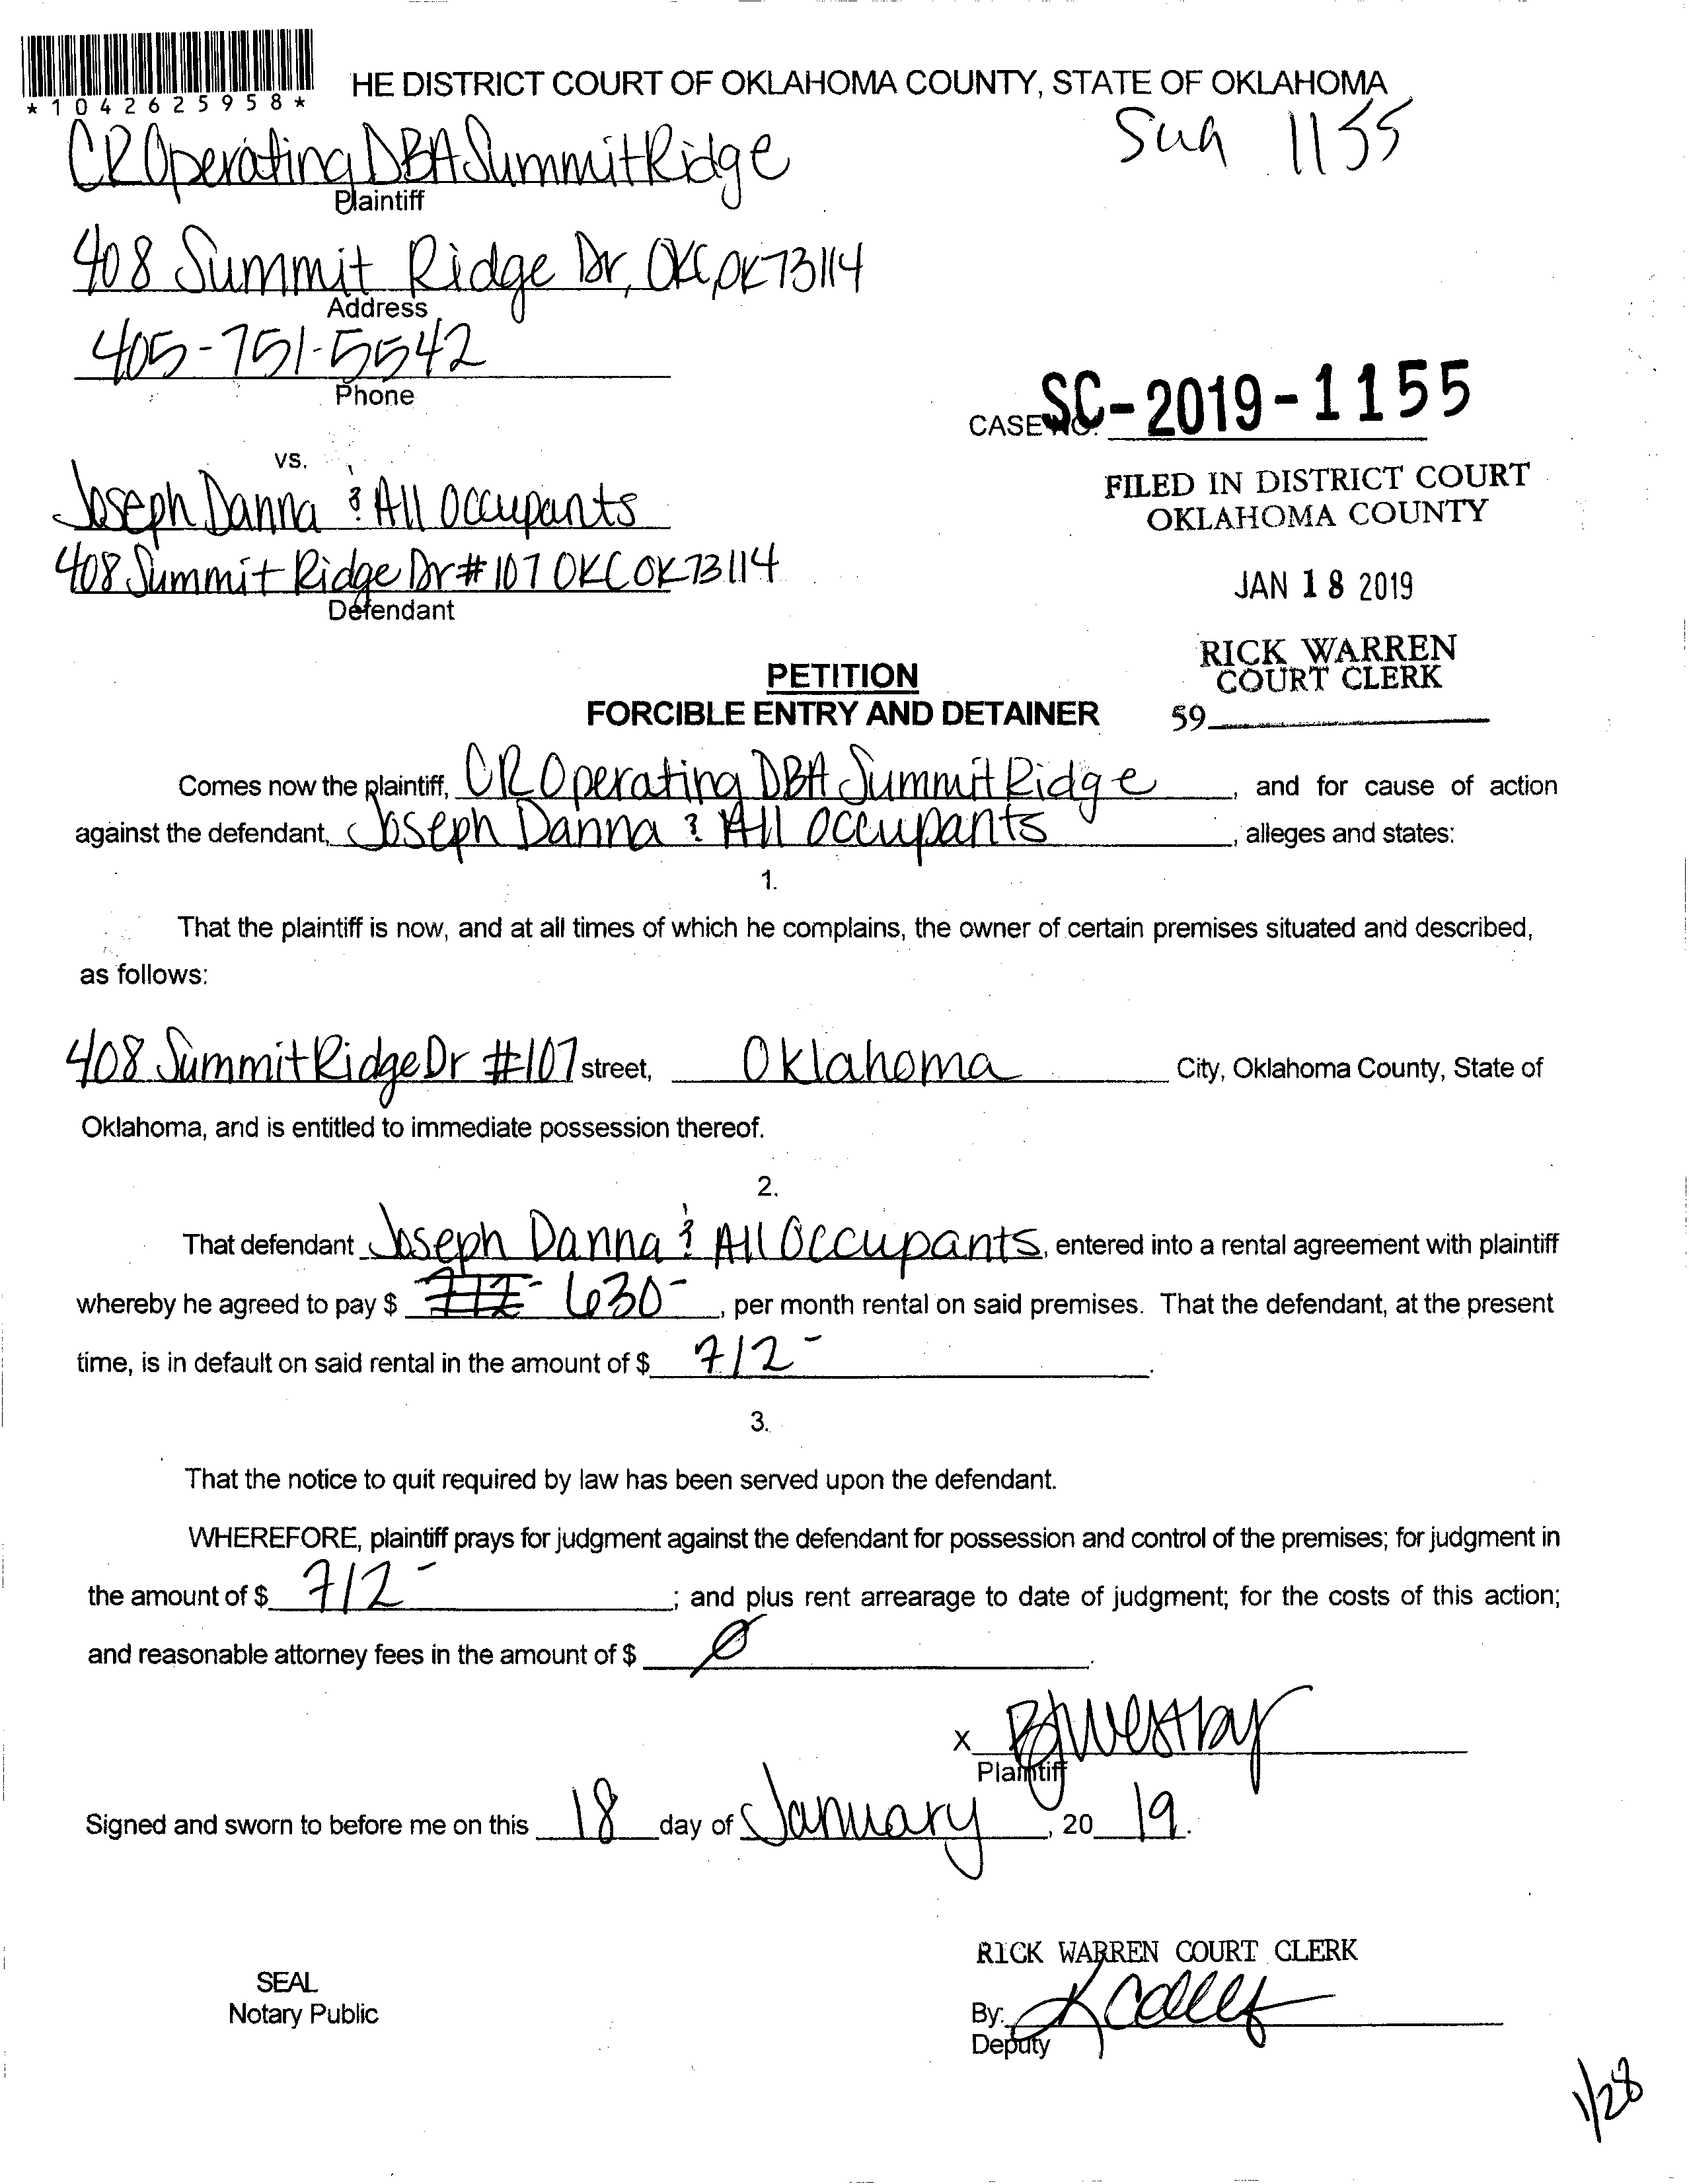 HE DISTRICT COURT OF OKLAHOMA COUNTY, STATE OF OKLAHOMA
*1042625958*
1155
CR Operating DBA Summit Ridge
Plaintiff
408 Summit Ridge Dr, OKC, OK 73114
Address
405-751-5542
Phone
CASE NO. SC-2019-1155
vs.
Joseph Danna & All Occupants
408 Summit Ridge Dr #107 OKC OK 73114
Defendant
FILED IN DISTRICT COURT
OKLAHOMA COUNTY
JAN 18 2019
RICK WARREN
COURT CLERK
59
PETITION
FORCIBLE ENTRY AND DETAINER
Comes now the plaintiff, CR Operating DBA Summit Ridge, and for cause of action
against the defendant, Joseph Danna & All Occupants, alleges and states:
1.
That the plaintiff is now, and at all times of which he complains, the owner of certain premises situated and described,
as follows:
408 Summit Ridge Dr #107 street, Oklahoma City, Oklahoma County, State of
Oklahoma, and is entitled to immediate possession thereof.
2.
That defendant Joseph Danna & All Occupants, entered into a rental agreement with plaintiff
whereby he agreed to pay $ 630-, per month rental on said premises. That the defendant, at the present
time, is in default on said rental in the amount of $ 712-.
3.
That the notice to quit required by law has been served upon the defendant.
WHEREFORE, plaintiff prays for judgment against the defendant for possession and control of the premises; for judgment in
the amount of $ 712-; and plus rent arrearage to date of judgment; for the costs of this action;
and reasonable attorney fees in the amount of $ 0.
X
Plaintiff
Signed and sworn to before me on this 18 day of January, 2019.
RICK WARREN COURT CLERK
SEAL
Notary Public
By:
Deputy
1/28